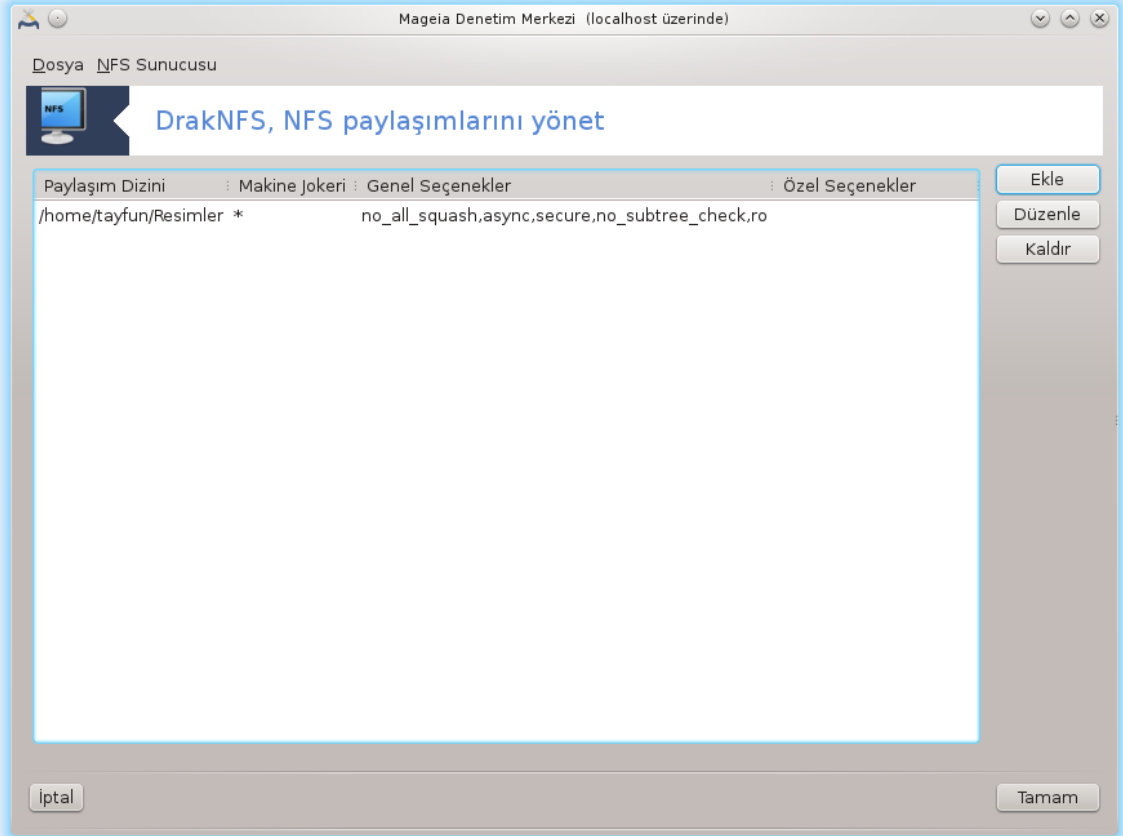 Mageia Denetim Merkezi (localhost üzerinde)
Dosya NFS Sunucusu
NFS
DrakNFS, NFS paylaşımlarını yönet
Paylaşım Dizini Makine Jokeri Genel Seçenekler Özel Seçenekler
/home/tayfun/Resimler * no_all_squash,async,secure,no_subtree_check,ro
Ekle
Düzenle
Kaldır
İptal Tamam